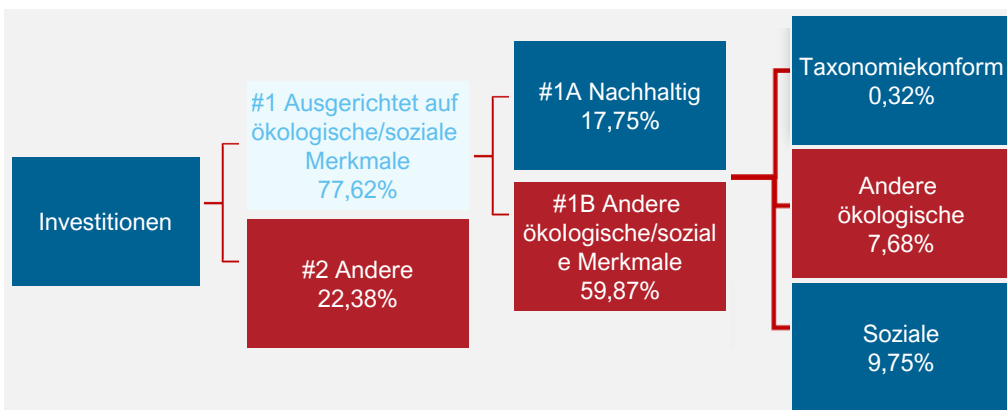 Investitionen
#1 Ausgerichtet auf
ökologische/soziale
Merkmale
77,62%
#2 Andere
22,38%
#1A Nachhaltig
17,75%
#1B Andere
ökologische/sozial
e Merkmale
59,87%
Taxonomiekonform
0,32%
Andere
ökologische
7,68%
Soziale
9,75%